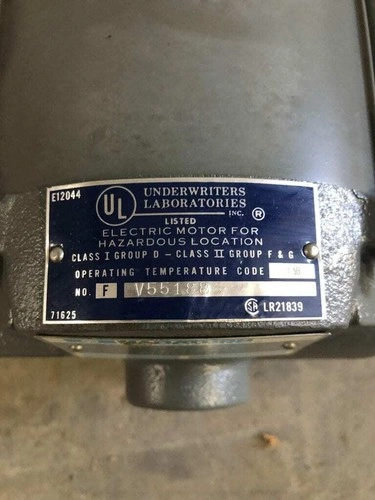 E12044
UL
UNDERWRITERS
LABORATORIES
INC. ®
LISTED
ELECTRIC MOTOR FOR
HAZARDOUS LOCATION
CLASS I GROUP D - CLASS II GROUP F & G
OPERATING TEMPERATURE CODE
NO. F
SA LR21839
71625